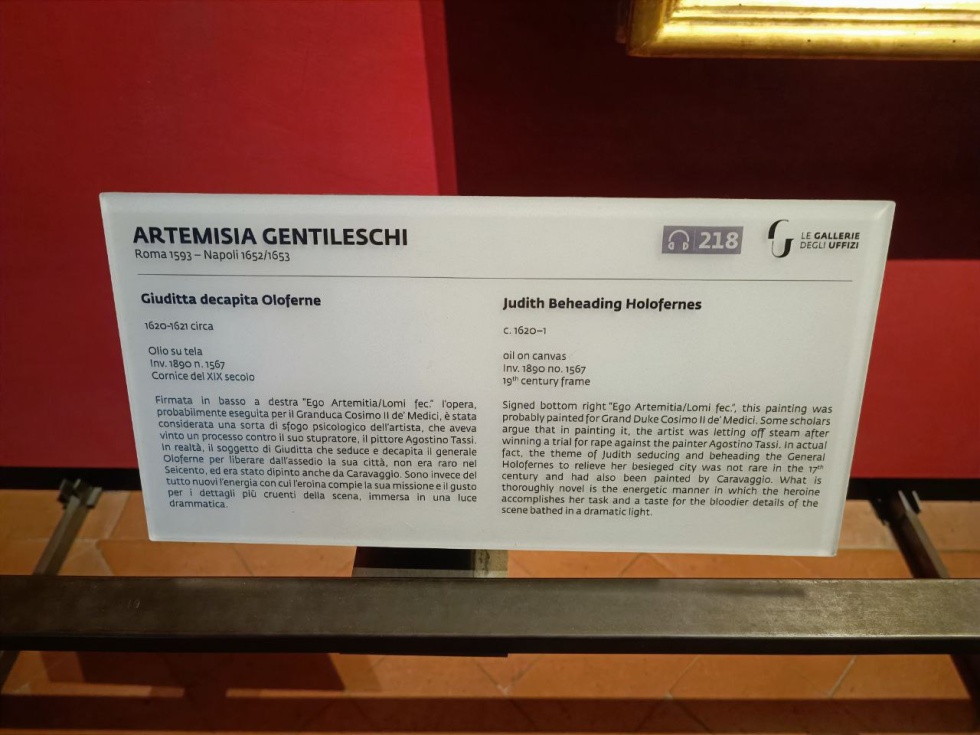 ARTEMISIA GENTILESCHI
Roma 1593 – Napoli 1652/1653
218
LE GALLERIE
DEGLI UFFIZI
Giuditta decapita Oloferne
1620-1621 circa
Olio su tela
Inv. 1890 n. 1567
Cornice del XIX secolo
Firmata in basso a destra "Ego Artemitia/Lomi fec." l'opera,
probabilmente eseguita per il Granduca Cosimo II de' Medici, è stata
considerata una sorta di sfogo psicologico dell'artista, che aveva
vinto un processo contro il suo stupratore, il pittore Agostino Tassi.
In realtà, il soggetto di Giuditta che seduce e decapita il generale
Oloferne per liberare dall'assedio la sua città, non era raro nel
Seicento, ed era stato dipinto anche da Caravaggio. Sono invece del
tutto nuovi l'energia con cui l'eroina compie la sua missione e il gusto
per i dettagli più cruenti della scena, immersa in una luce
drammatica.
Judith Beheading Holofernes
c. 1620–1
oil on canvas
Inv. 1890 no. 1567
19th century frame
Signed bottom right "Ego Artemitia/Lomi fec.", this painting was
probably painted for Grand Duke Cosimo II de' Medici. Some scholars
argue that in painting it, the artist was letting off steam after
winning a trial for rape against the painter Agostino Tassi. In actual
fact, the theme of Judith seducing and beheading the General
Holofernes to relieve her besieged city was not rare in the 17th
century and had also been painted by Caravaggio. What is
thoroughly novel is the energetic manner in which the heroine
accomplishes her task and a taste for the bloodier details of the
scene bathed in a dramatic light.